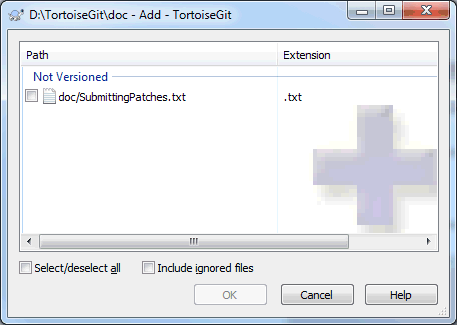 D:\TortoiseGit\doc - Add - TortoiseGit
Path Extension
Not Versioned
doc/SubmittingPatches.txt .txt
Select/deselect all Include ignored files
OK Cancel Help